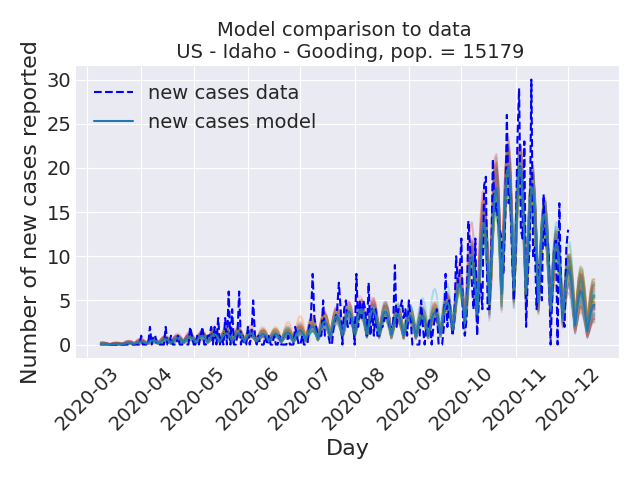 Model comparison to data
US - Idaho - Gooding, pop. = 15179
Number of new cases reported
30
25
20
15
10
5
0
new cases data
new cases model
2020-03
2020-04
2020-05
2020-06
2020-07
2020-08
2020-09
2020-10
2020-11
2020-12
Day